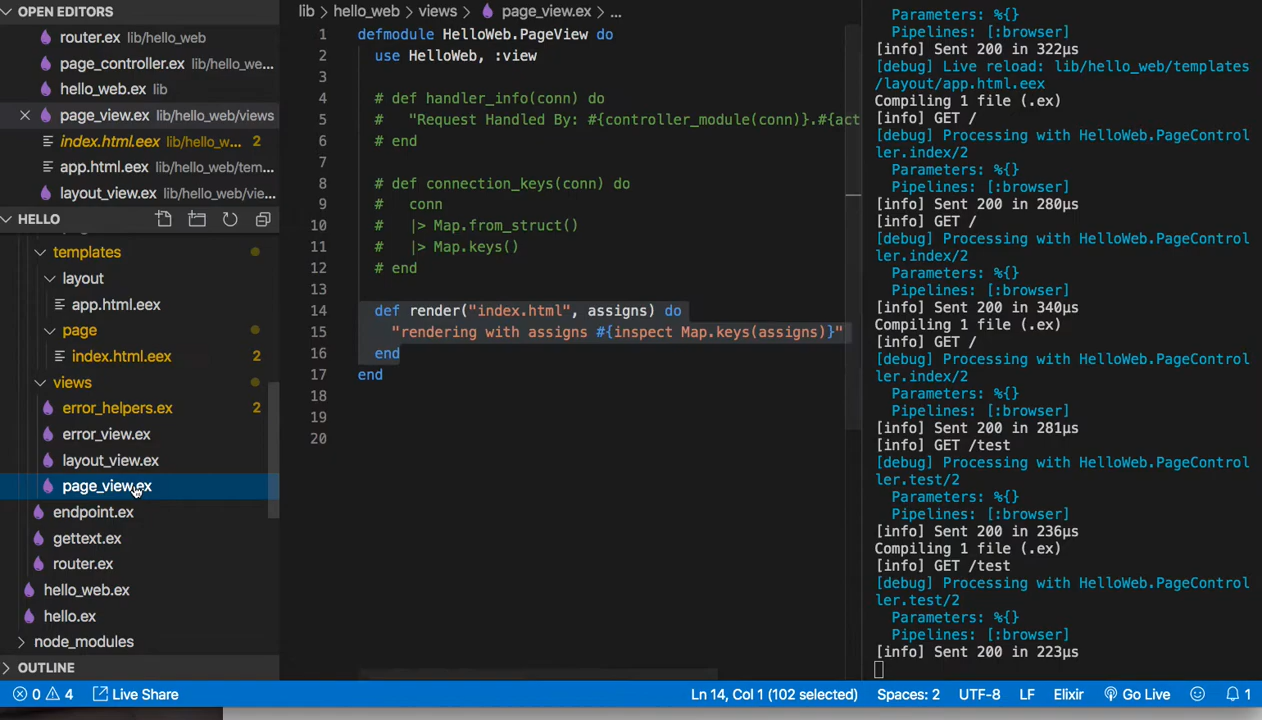 OPEN EDITORS
router.ex lib/hello_web
page_controller.ex lib/hello_we...
hello_web.ex lib
page_view.ex lib/hello_web/views
index.html.eex lib/hello_w... 2
app.html.eex lib/hello_web/tem...
layout_view.ex lib/hello_web/vie...
HELLO
templates
layout
app.html.eex
page
index.html.eex 2
views
error_helpers.ex 2
error_view.ex
layout_view.ex
page_view.ex
endpoint.ex
gettext.ex
router.ex
hello_web.ex
hello.ex
node_modules
OUTLINE
lib > hello_web > views > page_view.ex > ...
1 defmodule HelloWeb.PageView do
2 use HelloWeb, :view
3
4 # def handler_info(conn) do
5 # "Request Handled By: #{controller_module(conn)}.#{act
6 # end
7
8 # def connection_keys(conn) do
9 # conn
10 # |> Map.from_struct()
11 # |> Map.keys()
12 # end
13
14 def render("index.html", assigns) do
15 "rendering with assigns #{inspect Map.keys(assigns)}"
16 end
17 end
18
19
20
Parameters: %{}
Pipelines: [:browser]
[info] Sent 200 in 322µs
[debug] Live reload: lib/hello_web/templates
/layout/app.html.eex
Compiling 1 file (.ex)
[info] GET /
[debug] Processing with HelloWeb.PageControl
ler.index/2
Parameters: %{}
Pipelines: [:browser]
[info] Sent 200 in 280µs
[info] GET /
[debug] Processing with HelloWeb.PageControl
ler.index/2
Parameters: %{}
Pipelines: [:browser]
[info] Sent 200 in 340µs
Compiling 1 file (.ex)
[info] GET /
[debug] Processing with HelloWeb.PageControl
ler.index/2
Parameters: %{}
Pipelines: [:browser]
[info] Sent 200 in 281µs
[info] GET /test
[debug] Processing with HelloWeb.PageControl
ler.test/2
Parameters: %{}
Pipelines: [:browser]
[info] Sent 200 in 236µs
Compiling 1 file (.ex)
[info] GET /test
[debug] Processing with HelloWeb.PageControl
ler.test/2
Parameters: %{}
Pipelines: [:browser]
[info] Sent 200 in 223µs
0 4 Live Share Ln 14, Col 1 (102 selected) Spaces: 2 UTF-8 LF Elixir Go Live 1